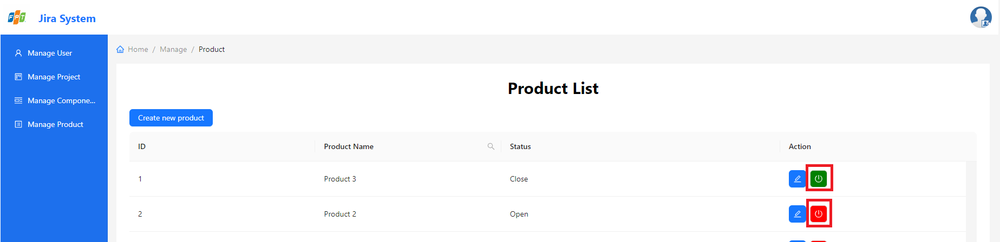 FPT
Jira System
Manage User
Manage Project
Manage Compone...
Manage Product
Home / Manage / Product
Product List
Create new product
ID Product Name Status Action
1 Product 3 Close
2 Product 2 Open